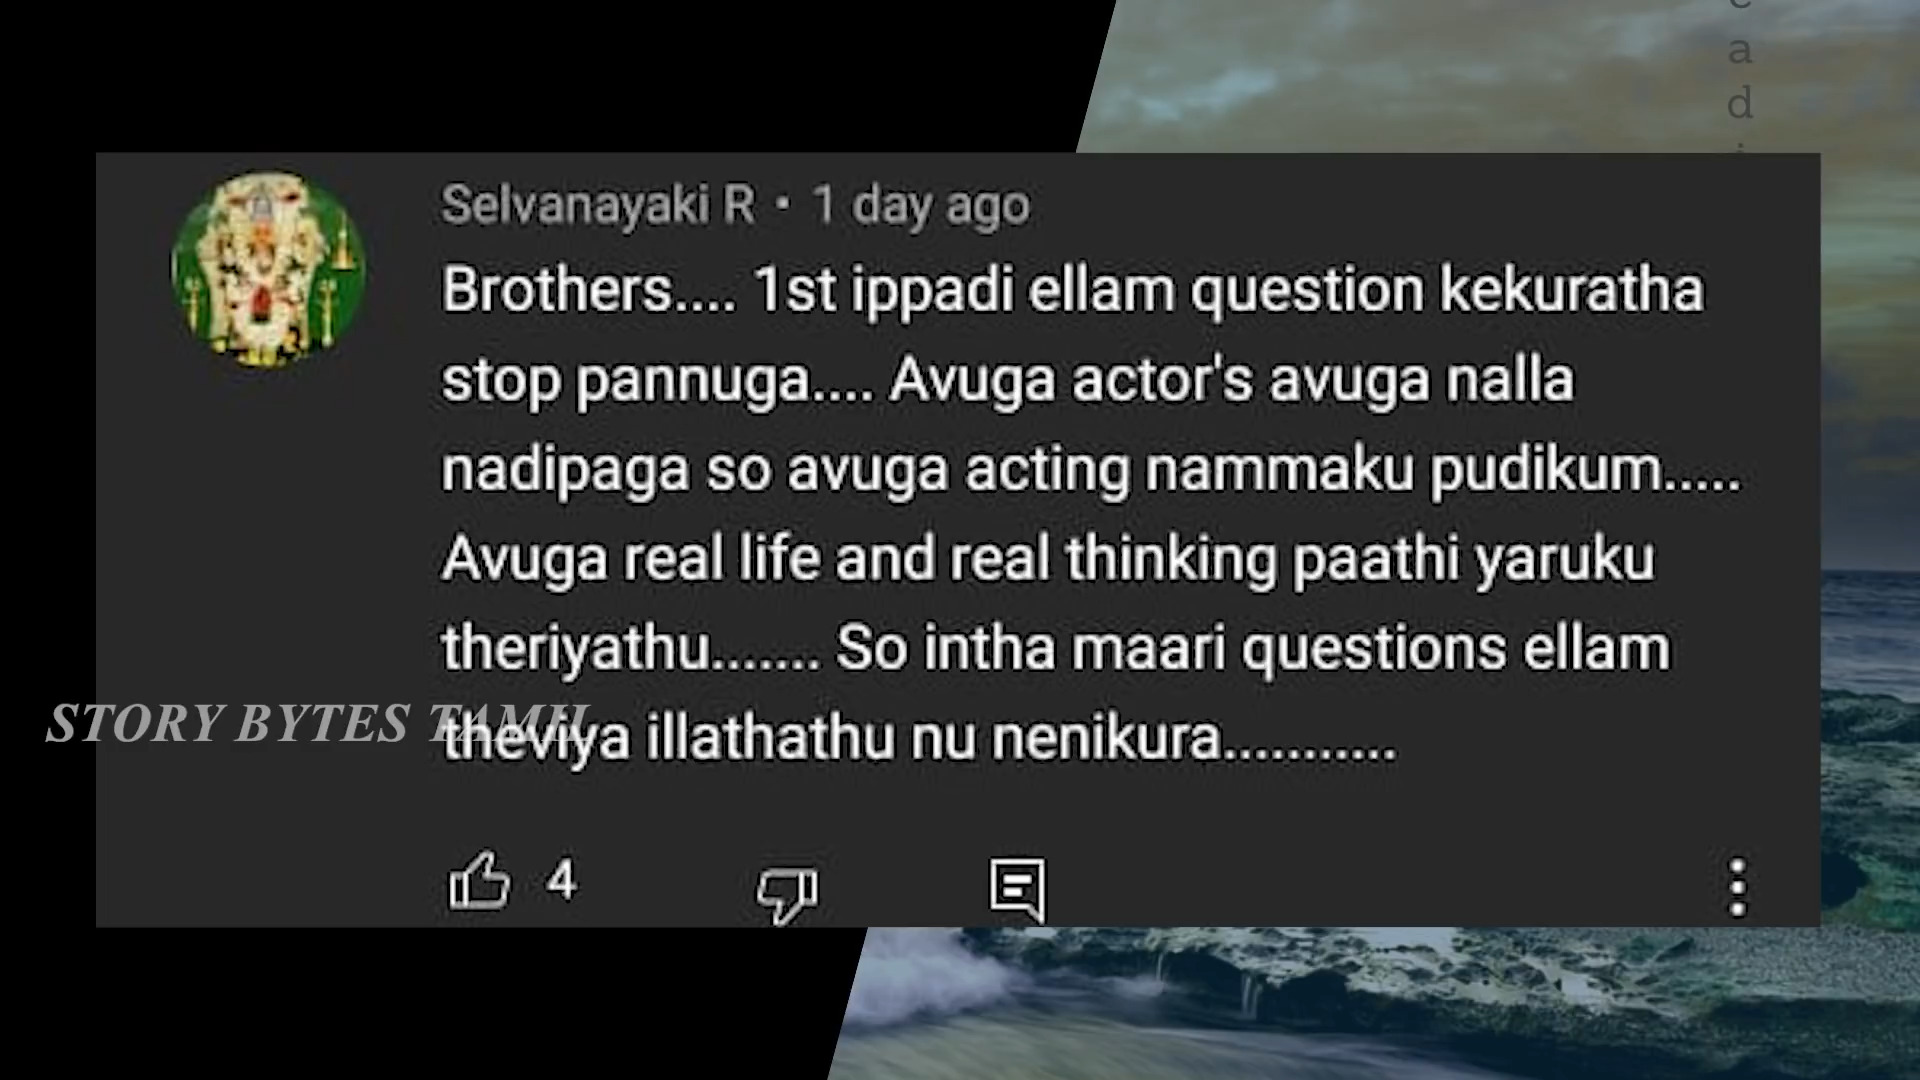 e
a
d
Selvanayaki R • 1 day ago
Brothers.... 1st ippadi ellam question kekuratha
stop pannuga.... Avuga actor's avuga nalla
nadipaga so avuga acting nammaku pudikum.....
Avuga real life and real thinking paathi yaruku
theriyathu....... So intha maari questions ellam
theviya illathathu nu nenikura...........
STORY BYTES TAMIL
4